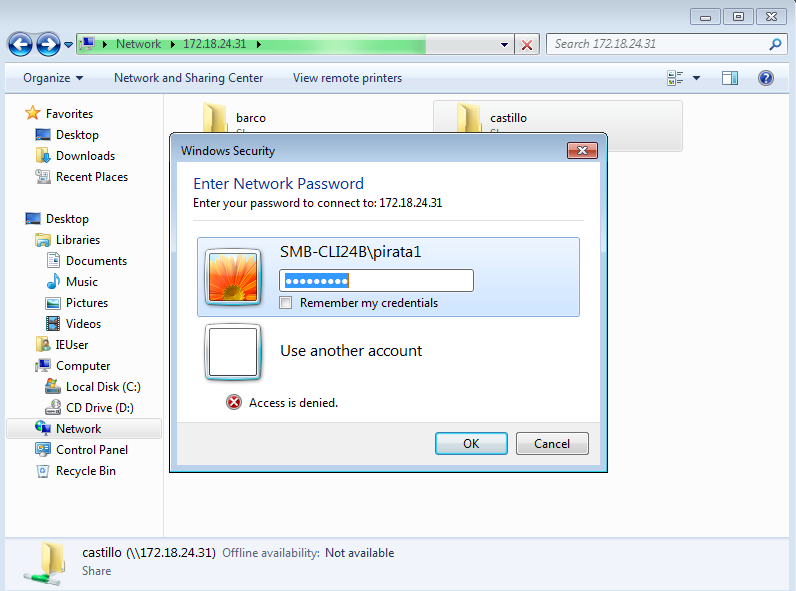 Network 172.18.24.31
Search 172.18.24.31
Organize Network and Sharing Center View remote printers
Favorites
Desktop
Downloads
Recent Places
Desktop
Libraries
Documents
Music
Pictures
Videos
IEUser
Computer
Local Disk (C:)
CD Drive (D:)
Network
Control Panel
Recycle Bin
barco
castillo
Windows Security
Enter Network Password
Enter your password to connect to: 172.18.24.31
SMB-CLI24B\pirata1
•••••••••
Remember my credentials
Use another account
Access is denied.
OK Cancel
castillo (\\172.18.24.31) Offline availability: Not available
Share